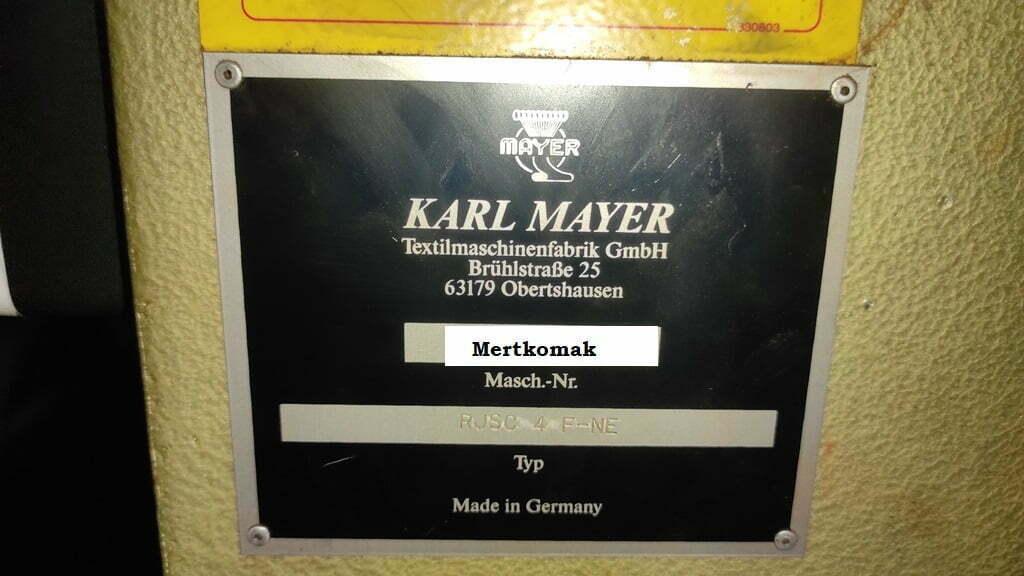 330603
MAYER
KARL MAYER
Textilmaschinenfabrik GmbH
Brühlstraße 25
63179 Obertshausen
Mertkomak
Masch.-Nr.
RJSC 4 F-NE
Typ
Made in Germany